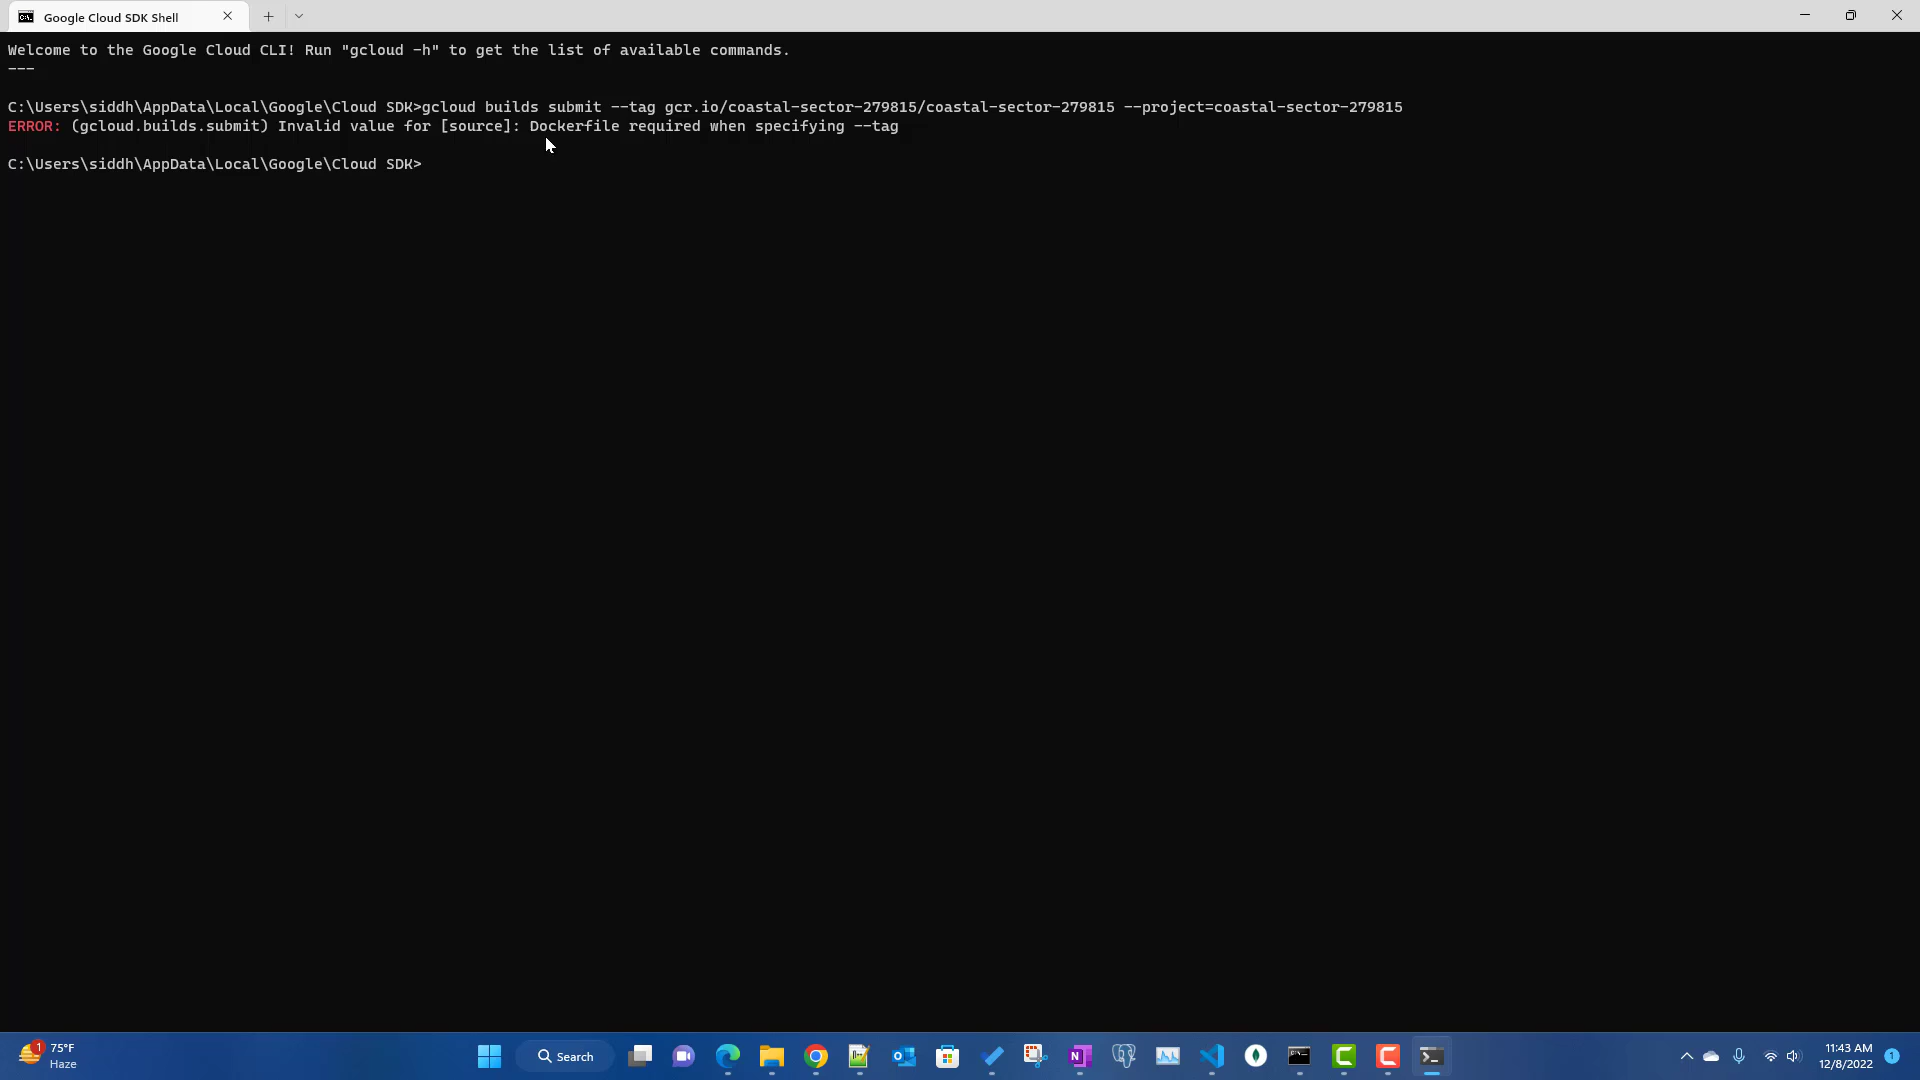 Google Cloud SDK Shell
Welcome to the Google Cloud CLI! Run "gcloud -h" to get the list of available commands.
---
C:\Users\siddh\AppData\Local\Google\Cloud SDK>gcloud builds submit --tag gcr.io/coastal-sector-279815/coastal-sector-279815 --project=coastal-sector-279815
ERROR: (gcloud.builds.submit) Invalid value for [source]: Dockerfile required when specifying --tag
C:\Users\siddh\AppData\Local\Google\Cloud SDK>
1
75°F
Haze
Search
N
11:43 AM
12/8/2022
1